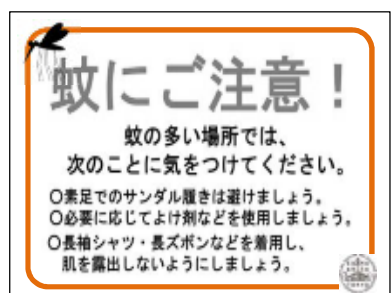 蚊にご注意！
蚊の多い場所では、
次のことに気をつけてください。
○素足でのサンダル履きは避けましょう。
○必要に応じてよけ剤などを使用しましょう。
○長袖シャツ・長ズボンなどを着用し、
肌を露出しないようにしましょう。